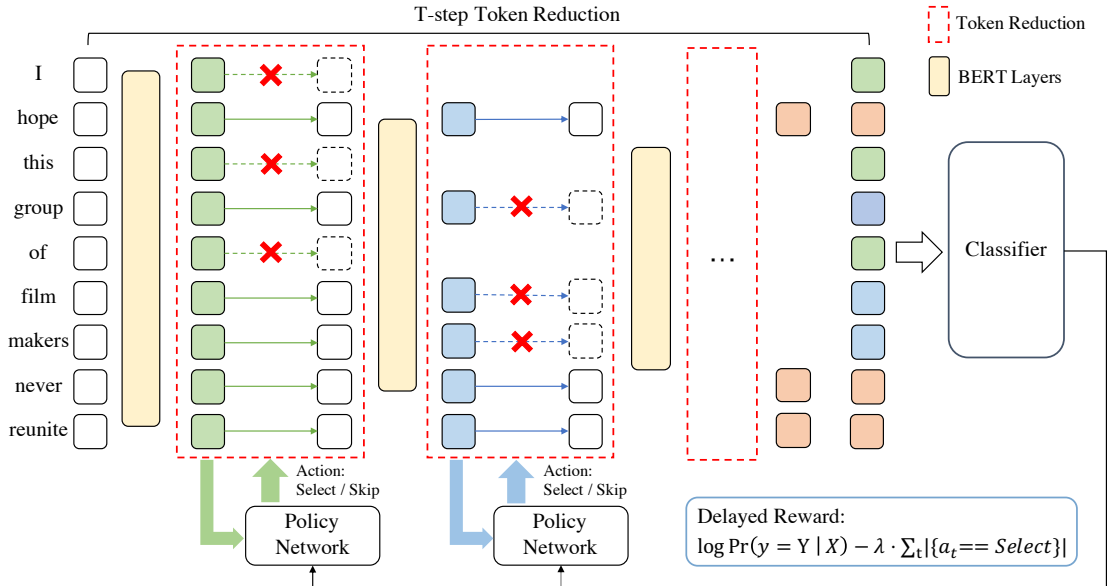 T-step Token Reduction
Token Reduction
BERT Layers
I
hope
this
group
of
film
makers
never
reunite
...
Classifier
Action:
Select / Skip
Policy
Network
Action:
Select / Skip
Policy
Network
Delayed Reward:
log Pr(y = Y | X) − λ · ∑ₜ|{aₜ == Select}|